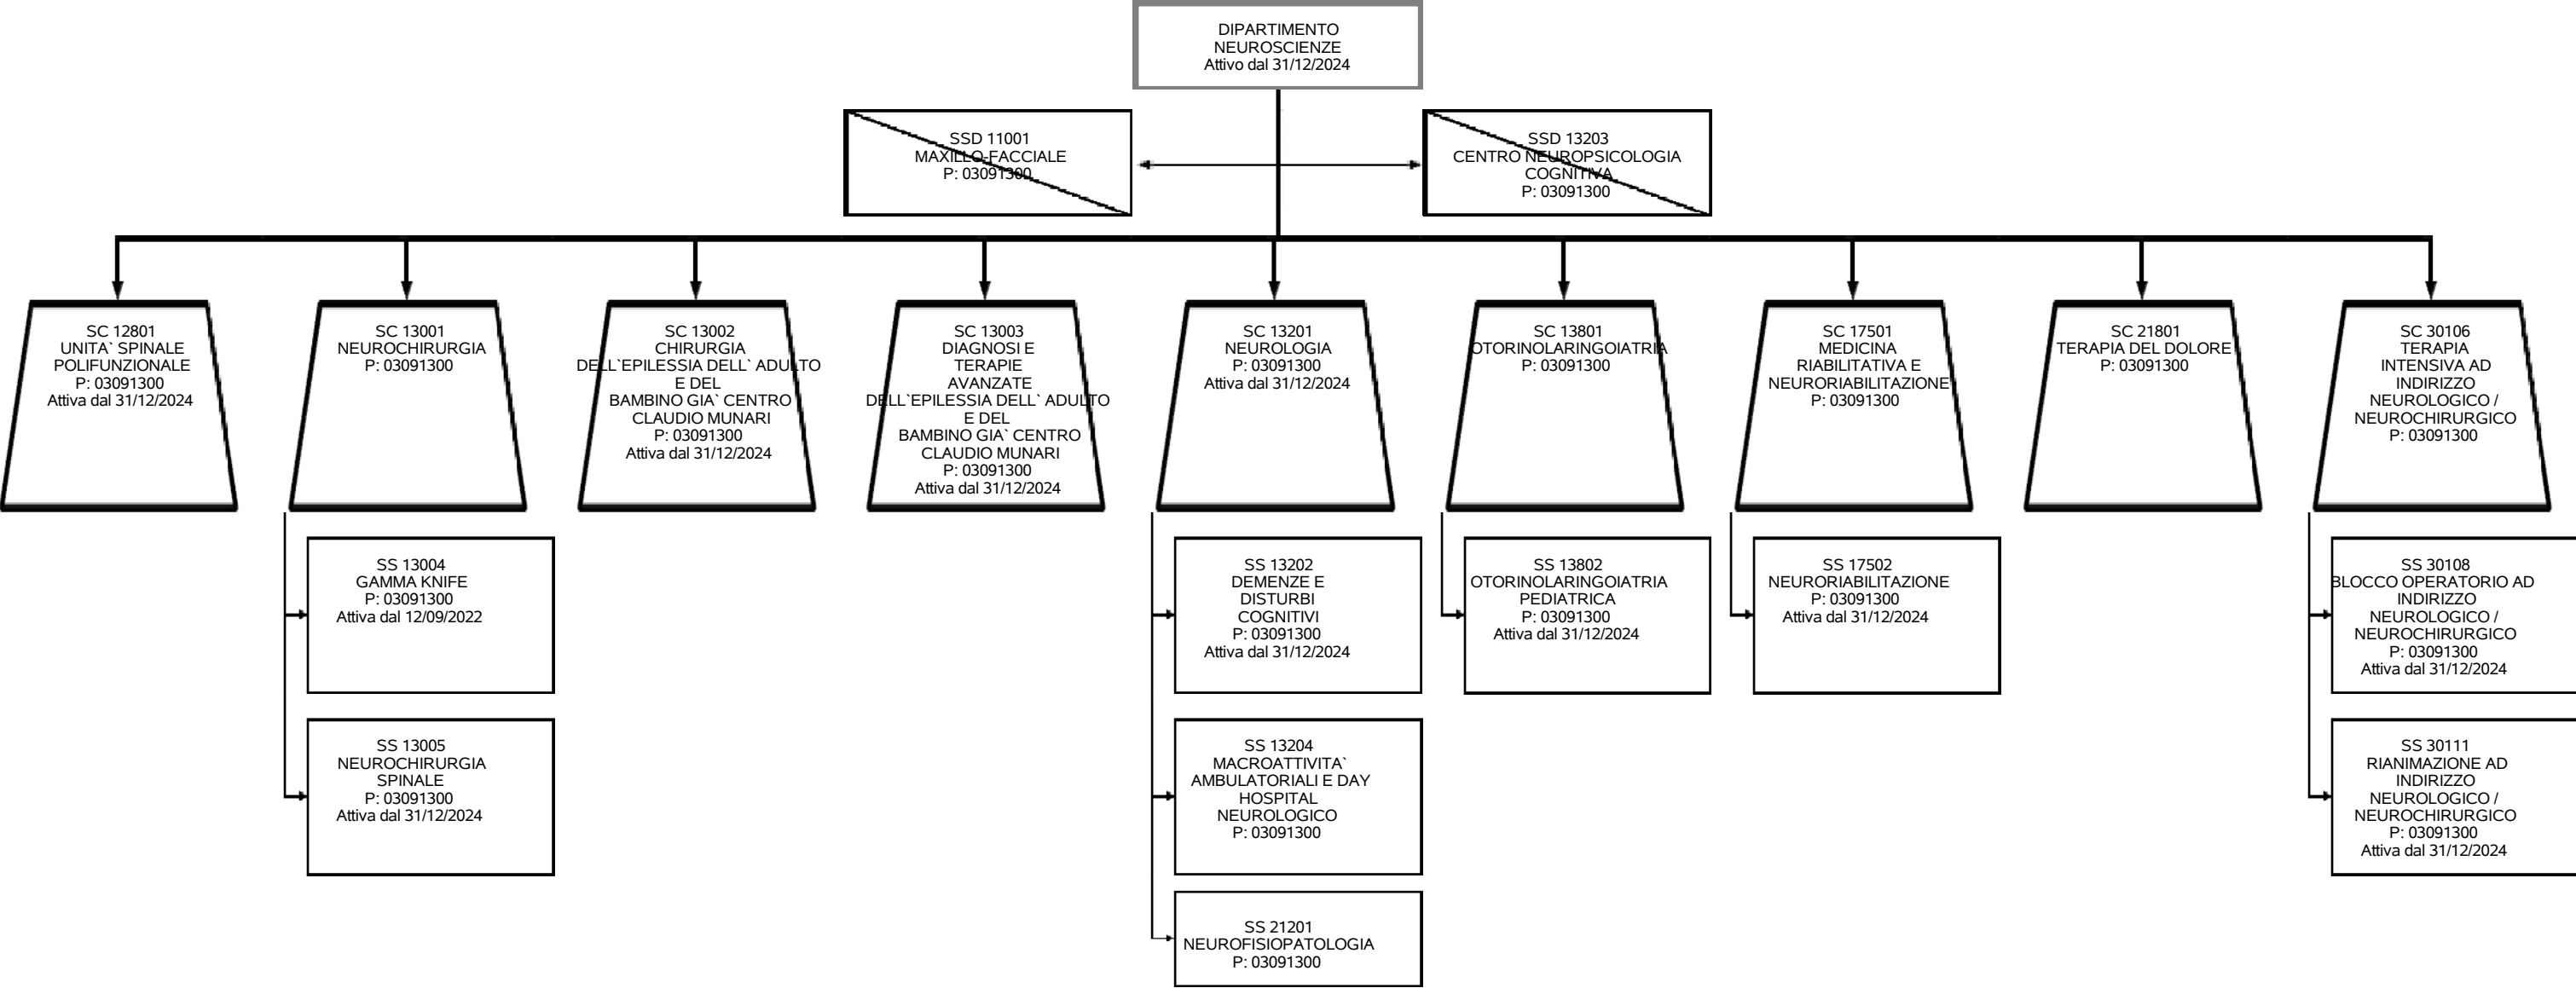 DIPARTIMENTO
NEUROSCIENZE
Attivo dal 31/12/2024
SSD 11001
MAXILLO-FACCIALE
P: 03091300
SSD 13203
CENTRO NEUROPSICOLOGIA
COGNITIVA
P: 03091300
SC 12801
UNITA` SPINALE
POLIFUNZIONALE
P: 03091300
Attiva dal 31/12/2024
SC 13001
NEUROCHIRURGIA
P: 03091300
SC 13002
CHIRURGIA
DELL`EPILESSIA DELL` ADULTO
E DEL
BAMBINO GIA` CENTRO
CLAUDIO MUNARI
P: 03091300
Attiva dal 31/12/2024
SC 13003
DIAGNOSI E
TERAPIE
AVANZATE
DELL`EPILESSIA DELL` ADULTO
E DEL
BAMBINO GIA` CENTRO
CLAUDIO MUNARI
P: 03091300
Attiva dal 31/12/2024
SC 13201
NEUROLOGIA
P: 03091300
Attiva dal 31/12/2024
SC 13801
OTORINOLARINGOIATRIA
P: 03091300
SC 17501
MEDICINA
RIABILITATIVA E
NEURORIABILITAZIONE
P: 03091300
SC 21801
TERAPIA DEL DOLORE
P: 03091300
SC 30106
TERAPIA
INTENSIVA AD
INDIRIZZO
NEUROLOGICO /
NEUROCHIRURGICO
P: 03091300
SS 13004
GAMMA KNIFE
P: 03091300
Attiva dal 12/09/2022
SS 13005
NEUROCHIRURGIA
SPINALE
P: 03091300
Attiva dal 31/12/2024
SS 13202
DEMENZE E
DISTURBI
COGNITIVI
P: 03091300
Attiva dal 31/12/2024
SS 13204
MACROATTIVITA`
AMBULATORIALI E DAY
HOSPITAL
NEUROLOGICO
P: 03091300
SS 21201
NEUROFISIOPATOLOGIA
P: 03091300
SS 13802
OTORINOLARINGOIATRIA
PEDIATRICA
P: 03091300
Attiva dal 31/12/2024
SS 17502
NEURORIABILITAZIONE
P: 03091300
Attiva dal 31/12/2024
SS 30108
BLOCCO OPERATORIO AD
INDIRIZZO
NEUROLOGICO /
NEUROCHIRURGICO
P: 03091300
Attiva dal 31/12/2024
SS 30111
RIANIMAZIONE AD
INDIRIZZO
NEUROLOGICO /
NEUROCHIRURGICO
P: 03091300
Attiva dal 31/12/2024